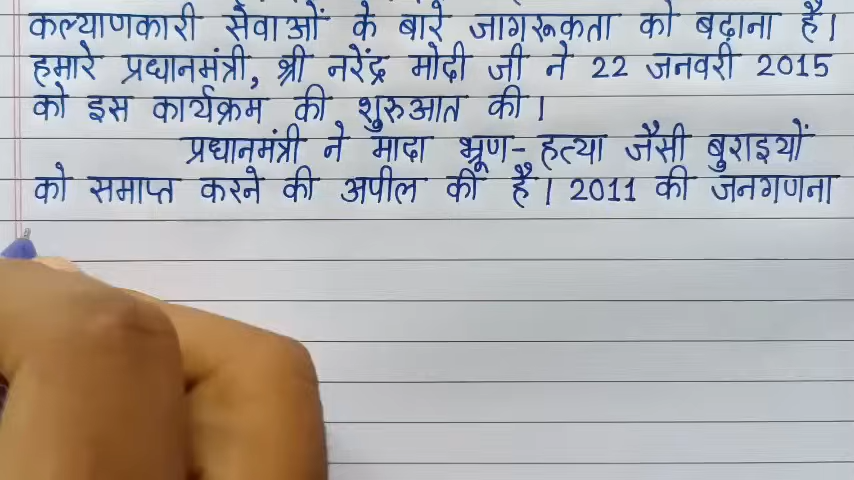 कल्याणकारी सेवाओं के बारे जागरूकता को बढ़ाना है।
हमारे प्रधानमंत्री, श्री नरेंद्र मोदी जी ने 22 जनवरी 2015
को इस कार्यक्रम की शुरुआत की।
प्रधानमंत्री ने मादा भ्रूण-हत्या जैसी बुराइयों
को समाप्त करने की अपील की है। 2011 की जनगणना